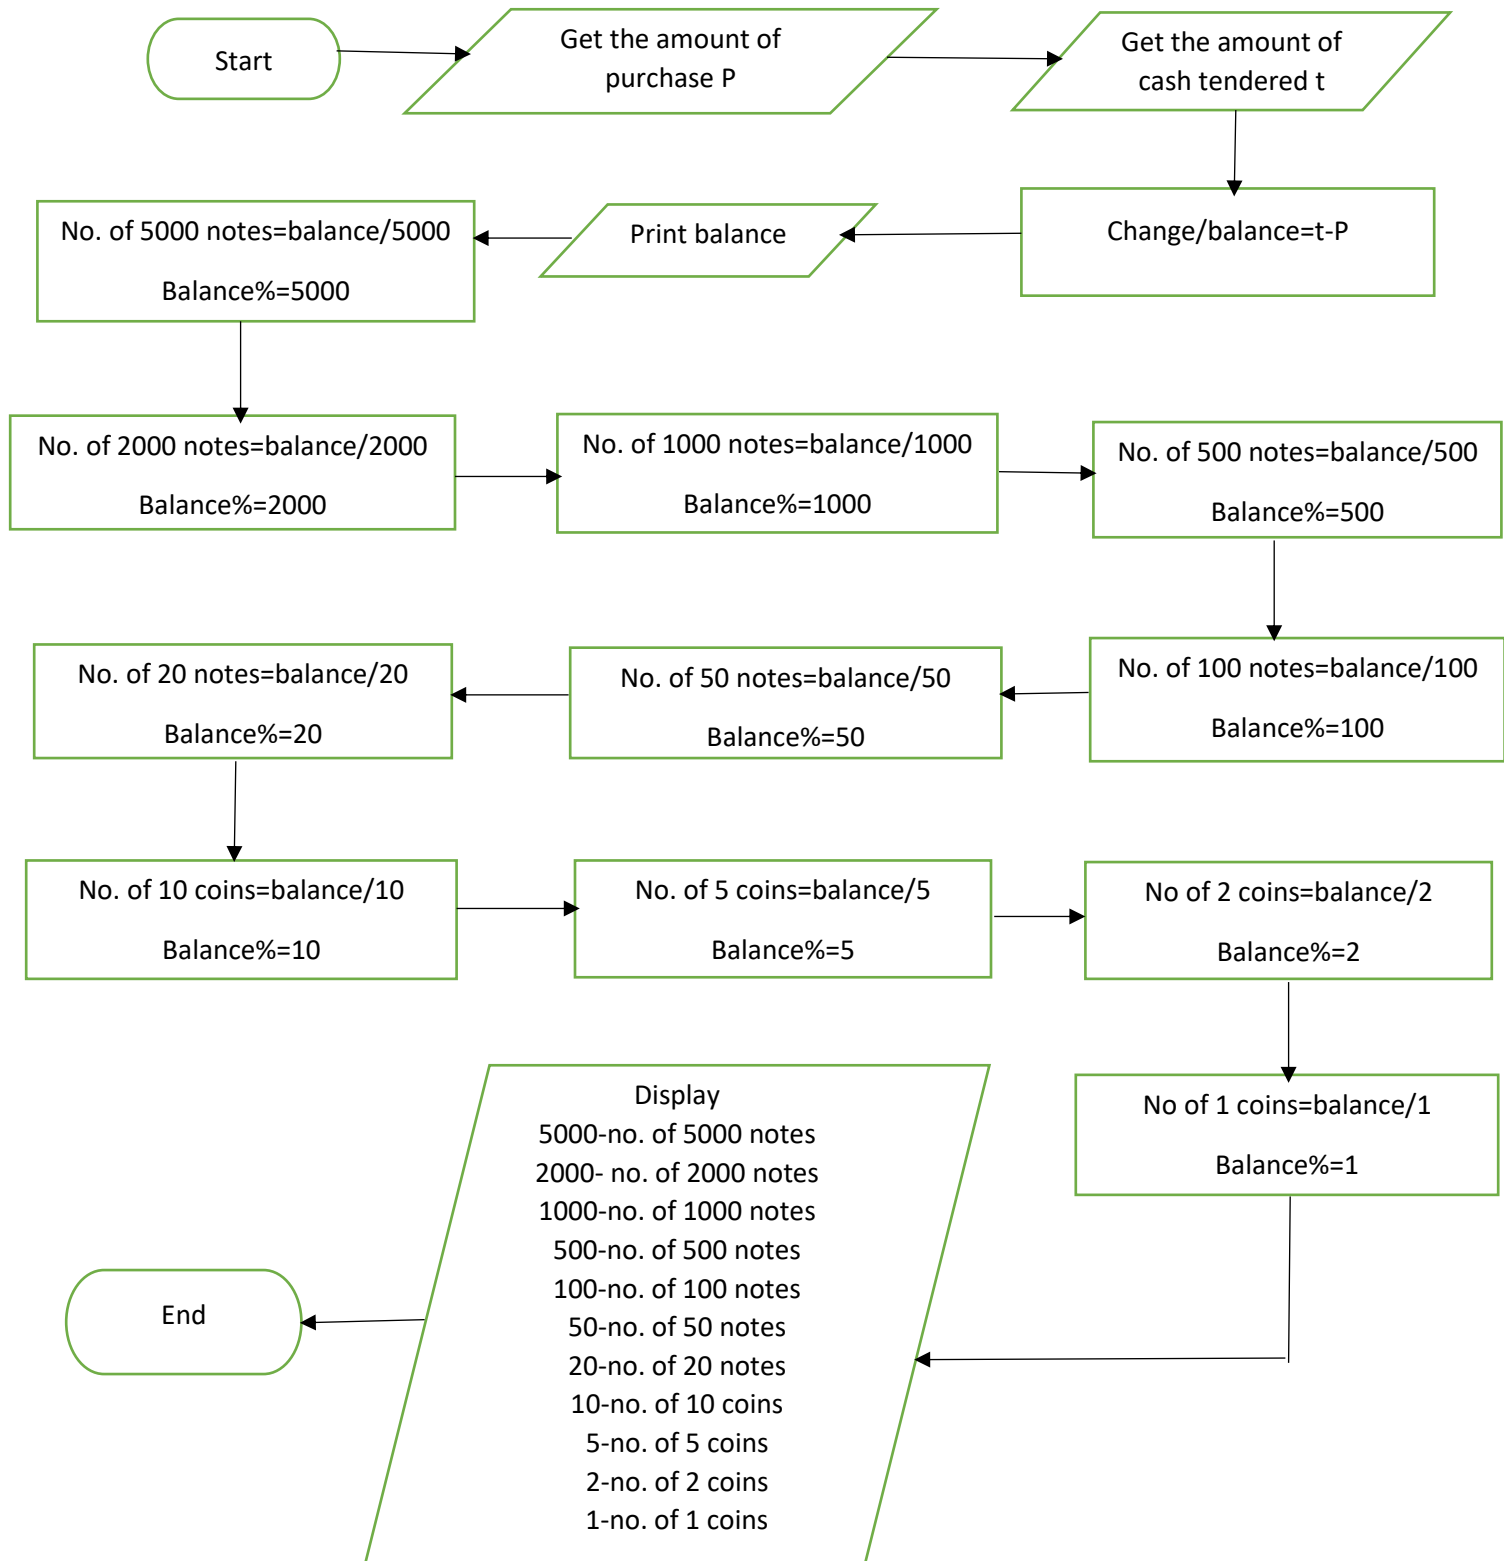 Start
Get the amount of
purchase P
Get the amount of
cash tendered t
Change/balance=t-P
Print balance
No. of 5000 notes=balance/5000
Balance%=5000
No. of 2000 notes=balance/2000
Balance%=2000
No. of 1000 notes=balance/1000
Balance%=1000
No. of 500 notes=balance/500
Balance%=500
No. of 100 notes=balance/100
Balance%=100
No. of 50 notes=balance/50
Balance%=50
No. of 20 notes=balance/20
Balance%=20
No. of 10 coins=balance/10
Balance%=10
No. of 5 coins=balance/5
Balance%=5
No of 2 coins=balance/2
Balance%=2
No of 1 coins=balance/1
Balance%=1
Display
5000-no. of 5000 notes
2000- no. of 2000 notes
1000-no. of 1000 notes
500-no. of 500 notes
100-no. of 100 notes
50-no. of 50 notes
20-no. of 20 notes
10-no. of 10 coins
5-no. of 5 coins
2-no. of 2 coins
1-no. of 1 coins
End